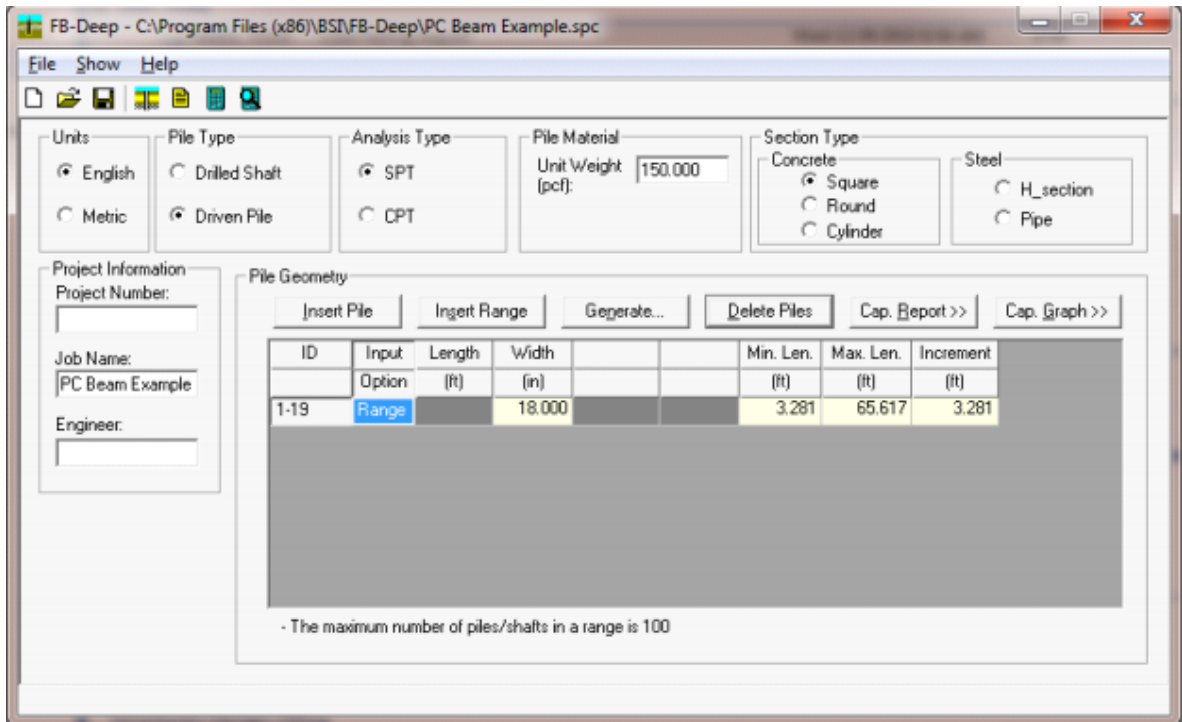 FB-Deep - C:\Program Files (x86)\BSI\FB-Deep\PC Beam Example.spc
File Show Help
Units
English
Metric
Pile Type
Drilled Shaft
Driven Pile
Analysis Type
SPT
CPT
Pile Material
Unit Weight 150.000
(pcf):
Section Type
Concrete
Square
Round
Cylinder
Steel
H_section
Pipe
Project Information
Project Number:
Job Name:
PC Beam Example
Engineer:
Pile Geometry
Insert Pile Insert Range Generate... Delete Piles Cap. Report >> Cap. Graph >>
ID Input Length Width Min. Len. Max. Len. Increment
Option (ft) (in) (ft) (ft) (ft)
1-19 Range 18.000 3.281 65.617 3.281
- The maximum number of piles/shafts in a range is 100